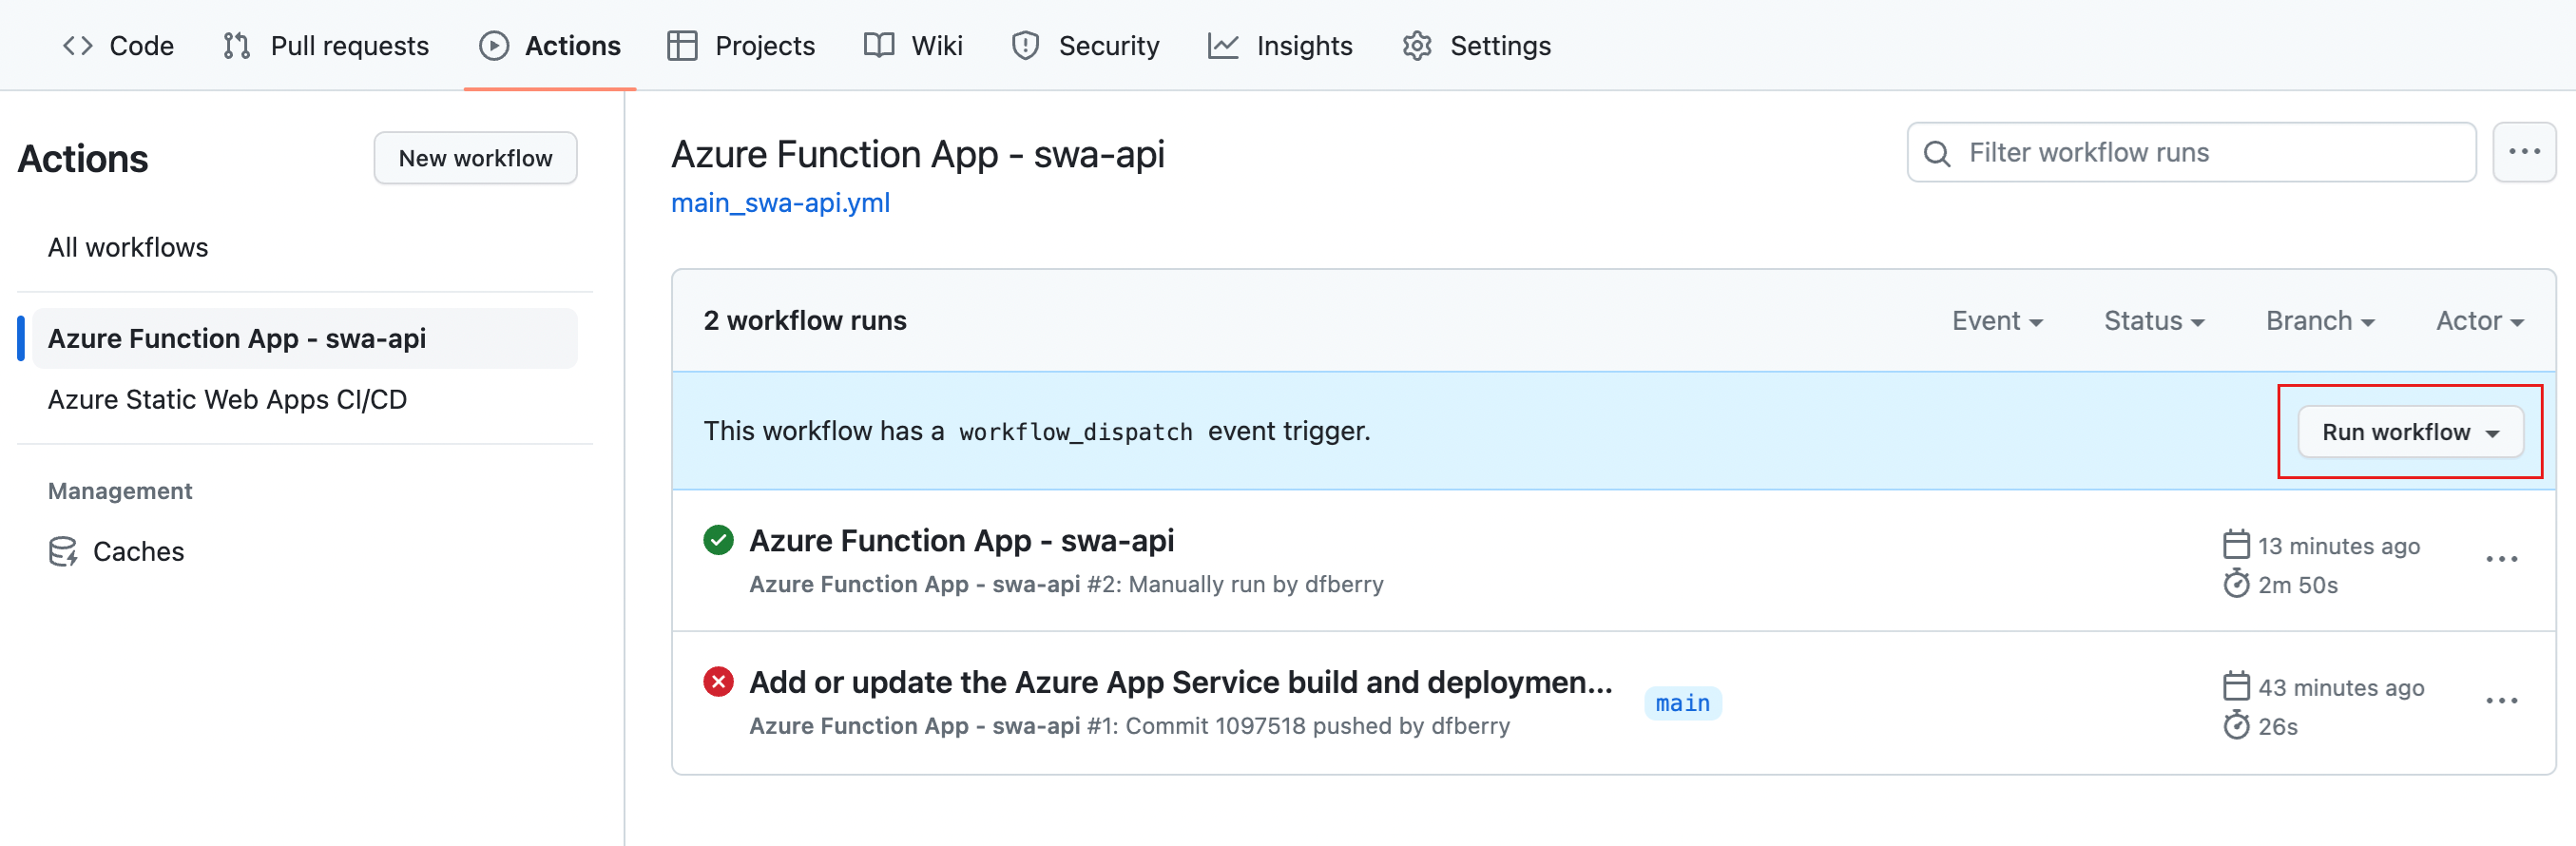 Code Pull requests Actions Projects Wiki Security Insights Settings
Actions
New workflow
All workflows
Azure Function App - swa-api
Azure Static Web Apps CI/CD
Management
Caches
Azure Function App - swa-api
main_swa-api.yml
Filter workflow runs
2 workflow runs
Event Status Branch Actor
This workflow has a workflow_dispatch event trigger.
Run workflow
Azure Function App - swa-api
Azure Function App - swa-api #2: Manually run by dfberry
13 minutes ago
2m 50s
Add or update the Azure App Service build and deploymen...
Azure Function App - swa-api #1: Commit 1097518 pushed by dfberry
main
43 minutes ago
26s